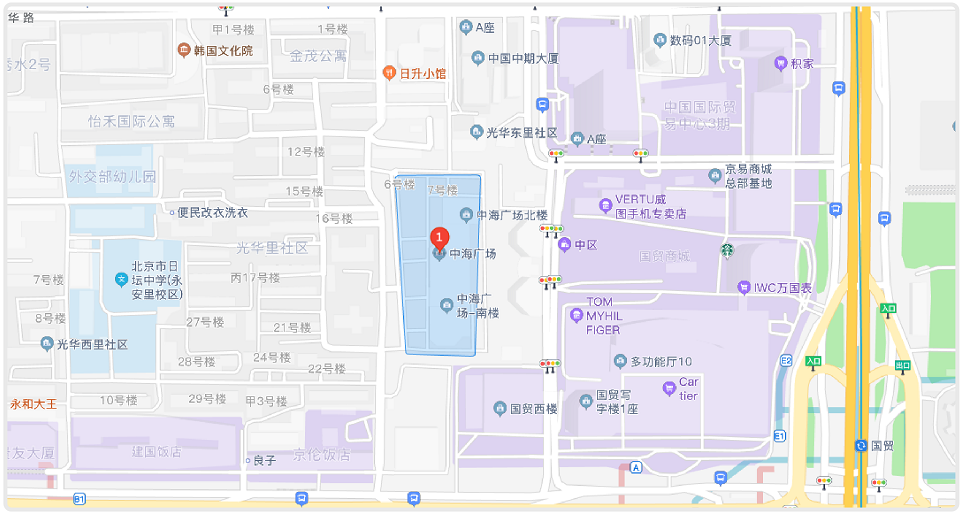 华路
甲1号楼
1号楼
A座
数码01大厦
韩国文化院
金茂公寓
中国中期大厦
秀水2号
日升小馆
积家
6号楼
中国国际贸
易中心3期
怡禾国际公寓
光华东里社区
A座
12号楼
外交部幼儿园
京易商城
总部基地
6号楼
7号楼
15号楼
VERTU威
图手机专卖店
便民改衣洗衣
16号楼
中海广场北楼
光华里社区
中区
1
中海广场
国贸商城
北京市日
坛中学(永
安里校区)
7号楼
丙17号楼
IWC万国表
中海广
场-南楼
TOM
MYHIL
FIGER
入口
8号楼
27号楼
21号楼
光华西里社区
28号楼
24号楼
22号楼
多功能厅10
E2
入口
出口
Car
tier
永和大王
10号楼
29号楼
甲3号楼
国贸西楼
国贸写
字楼1座
E1
友大厦
建国饭店
良子
京伦饭店
国贸
A
B1